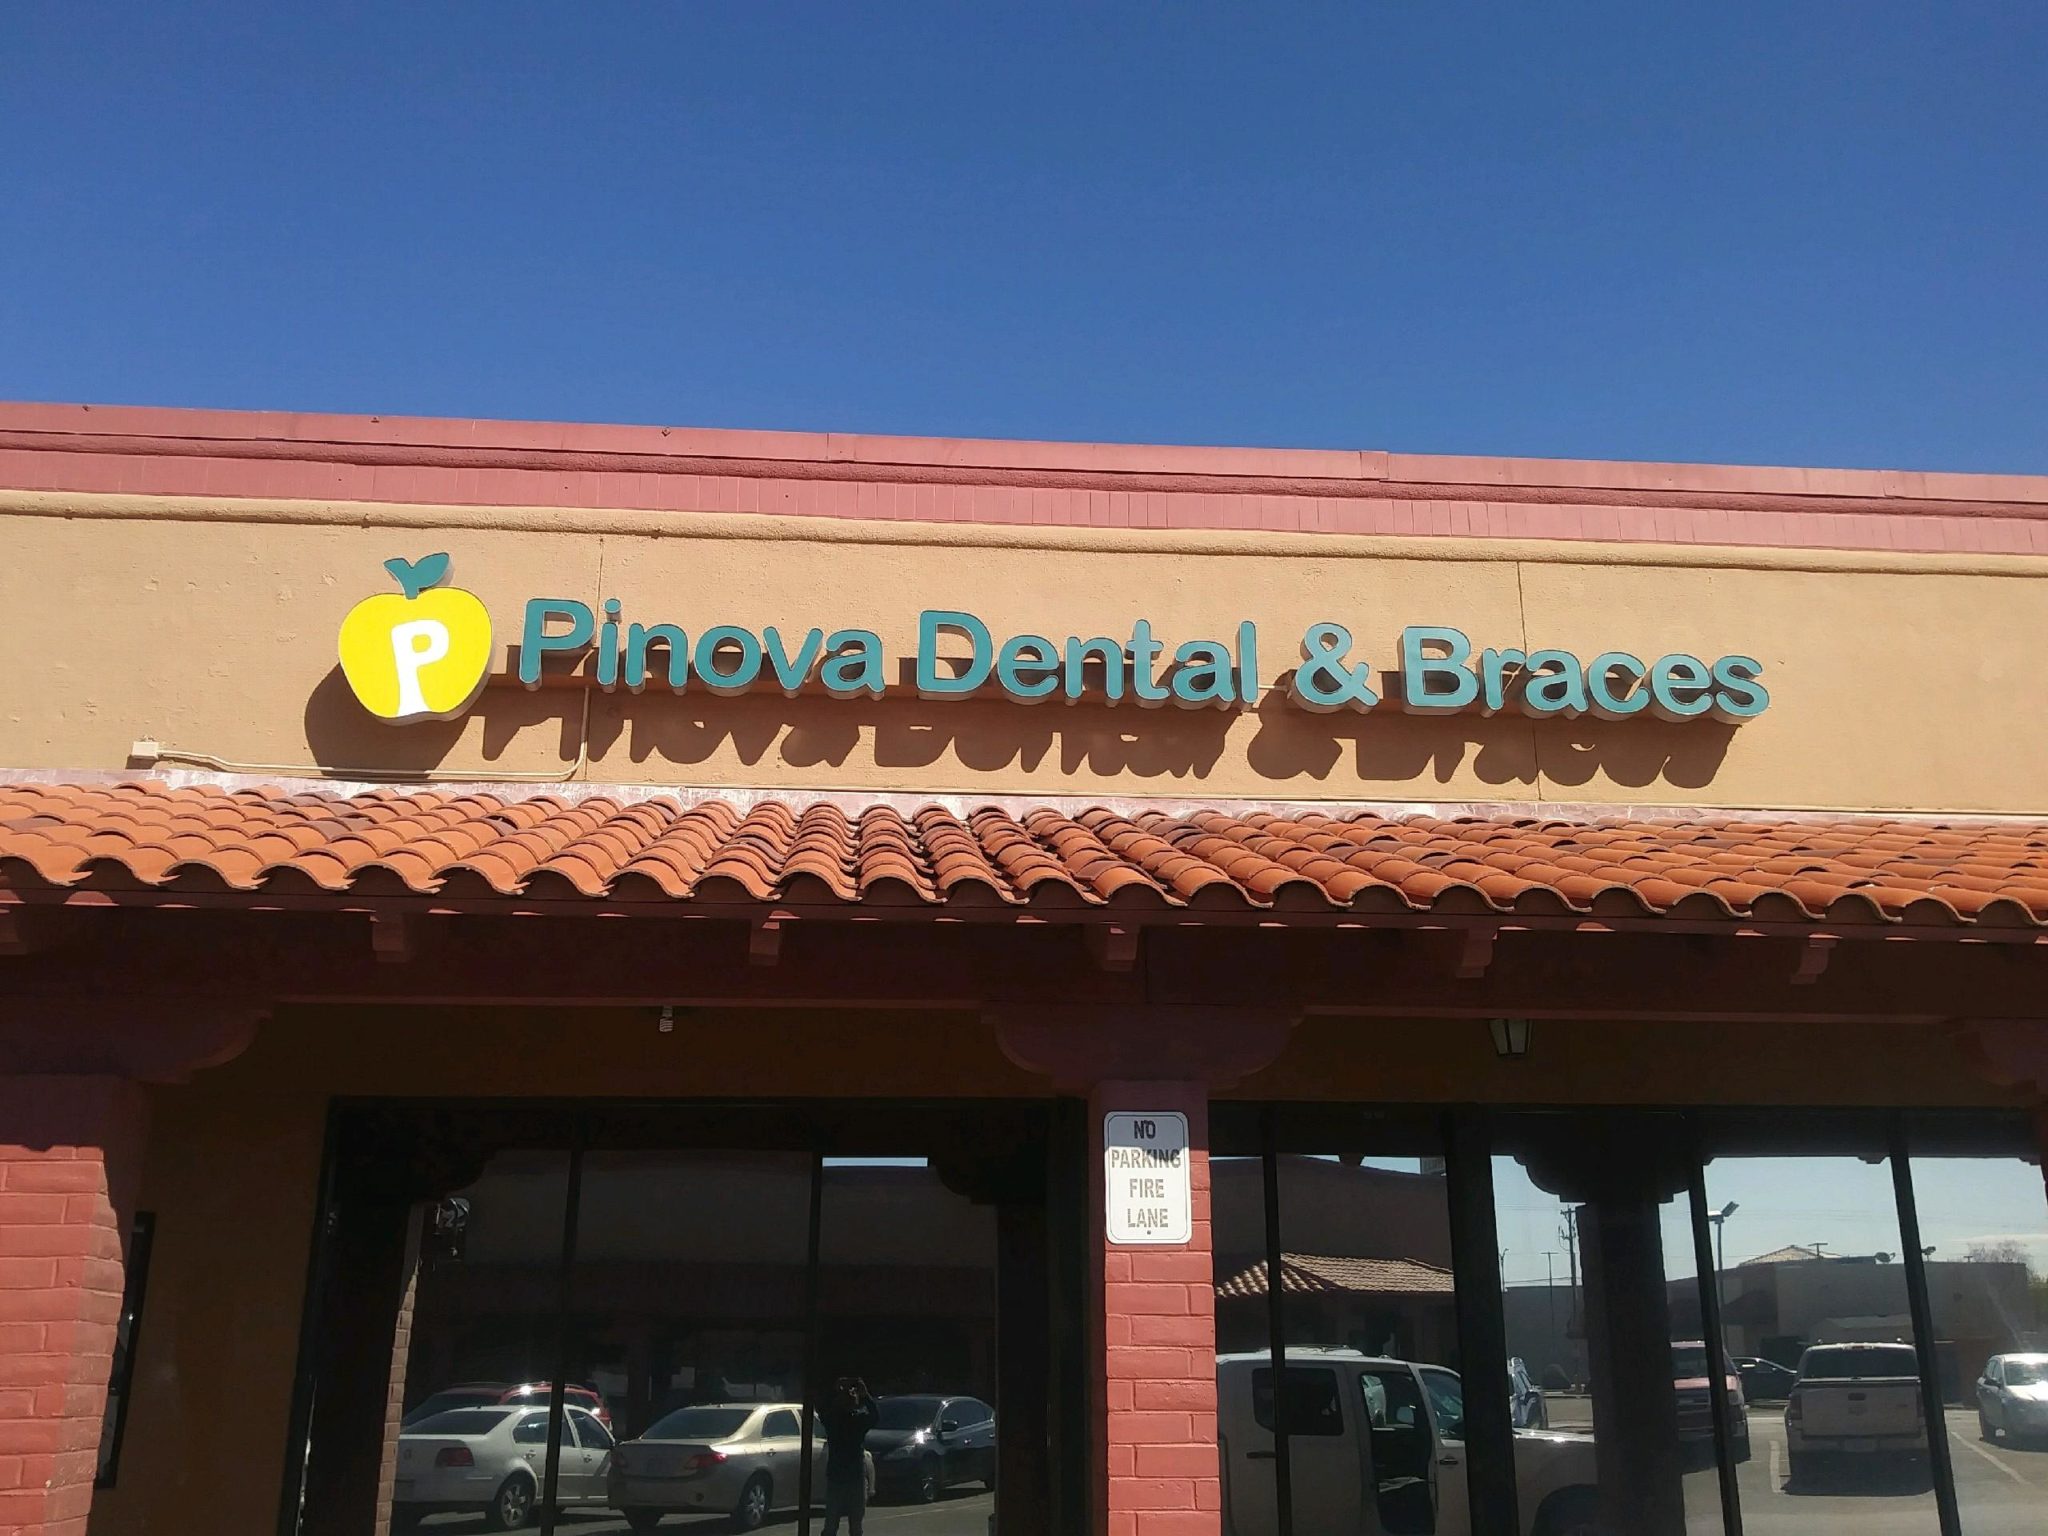 P Pinova Dental & Braces
NO
PARKING
FIRE
LANE